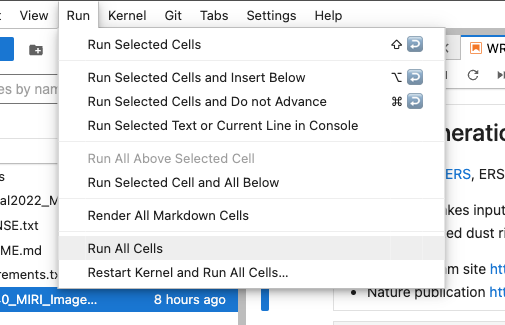 View Run Kernel Git Tabs Settings Help
Run Selected Cells ⇧
WR
es by name
Run Selected Cells and Insert Below ⌥
Run Selected Cells and Do not Advance ⌘
Run Selected Text or Current Line in Console
eneratio
Run All Above Selected Cell
s
ERS, ERS
Run Selected Cell and All Below
al2022_M
akes input
Render All Markdown Cells
NSE.txt
ed dust ri
ME.md
Run All Cells
am site htt
rements.tx
Restart Kernel and Run All Cells...
0_MIRI_Image... 8 hours ago
• Nature publication htt